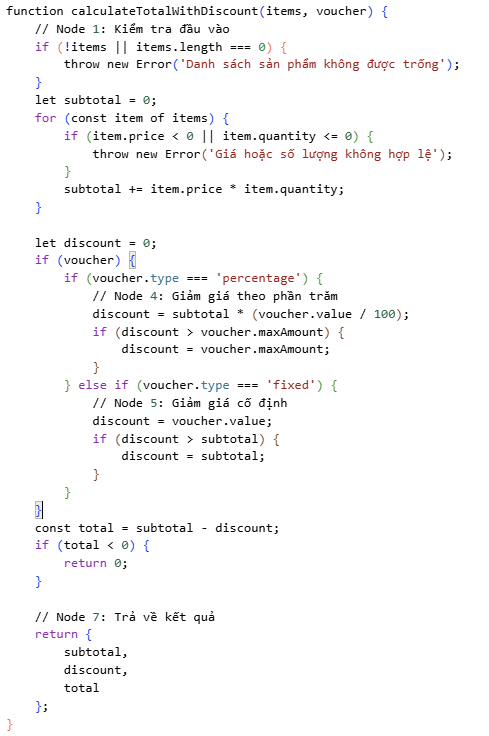 function calculateTotalWithDiscount(items, voucher) {
    // Node 1: Kiểm tra đầu vào
    if (!items || items.length === 0) {
        throw new Error('Danh sách sản phẩm không được trống');
    }
    let subtotal = 0;
    for (const item of items) {
        if (item.price < 0 || item.quantity <= 0) {
            throw new Error('Giá hoặc số lượng không hợp lệ');
        }
        subtotal += item.price * item.quantity;
    }

    let discount = 0;
    if (voucher) {
        if (voucher.type === 'percentage') {
            // Node 4: Giảm giá theo phần trăm
            discount = subtotal * (voucher.value / 100);
            if (discount > voucher.maxAmount) {
                discount = voucher.maxAmount;
            }
        } else if (voucher.type === 'fixed') {
            // Node 5: Giảm giá cố định
            discount = voucher.value;
            if (discount > subtotal) {
                discount = subtotal;
            }
        }
    }
    const total = subtotal - discount;
    if (total < 0) {
        return 0;
    }

    // Node 7: Trả về kết quả
    return {
        subtotal,
        discount,
        total
    };
}